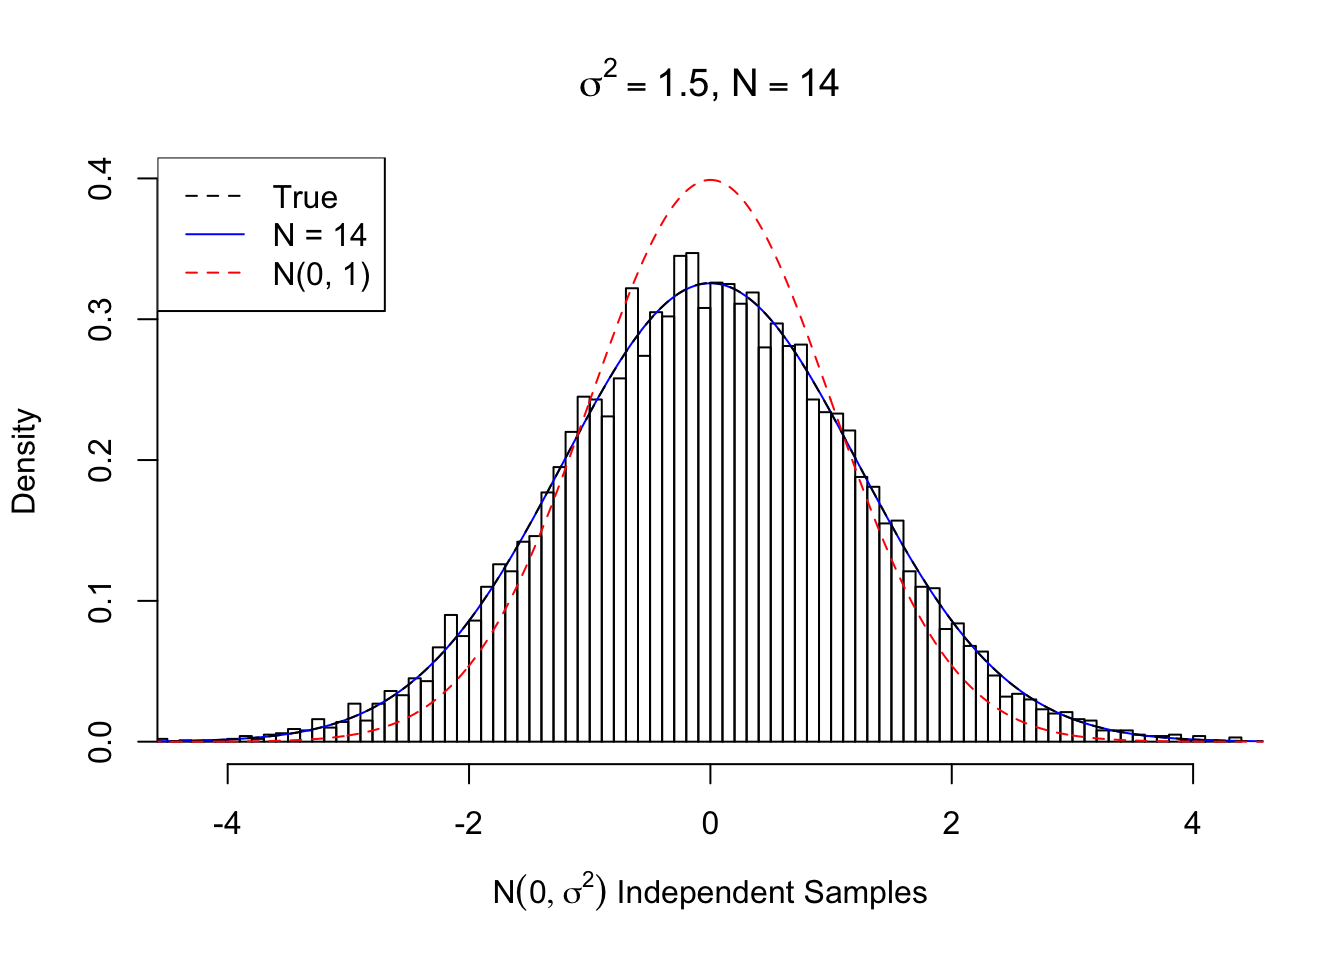 σ² = 1.5, N = 14
True
N = 14
N(0, 1)
0.4
0.3
0.2
0.1
0.0
Density
-4 -2 0 2 4
N(0, σ²) Independent Samples